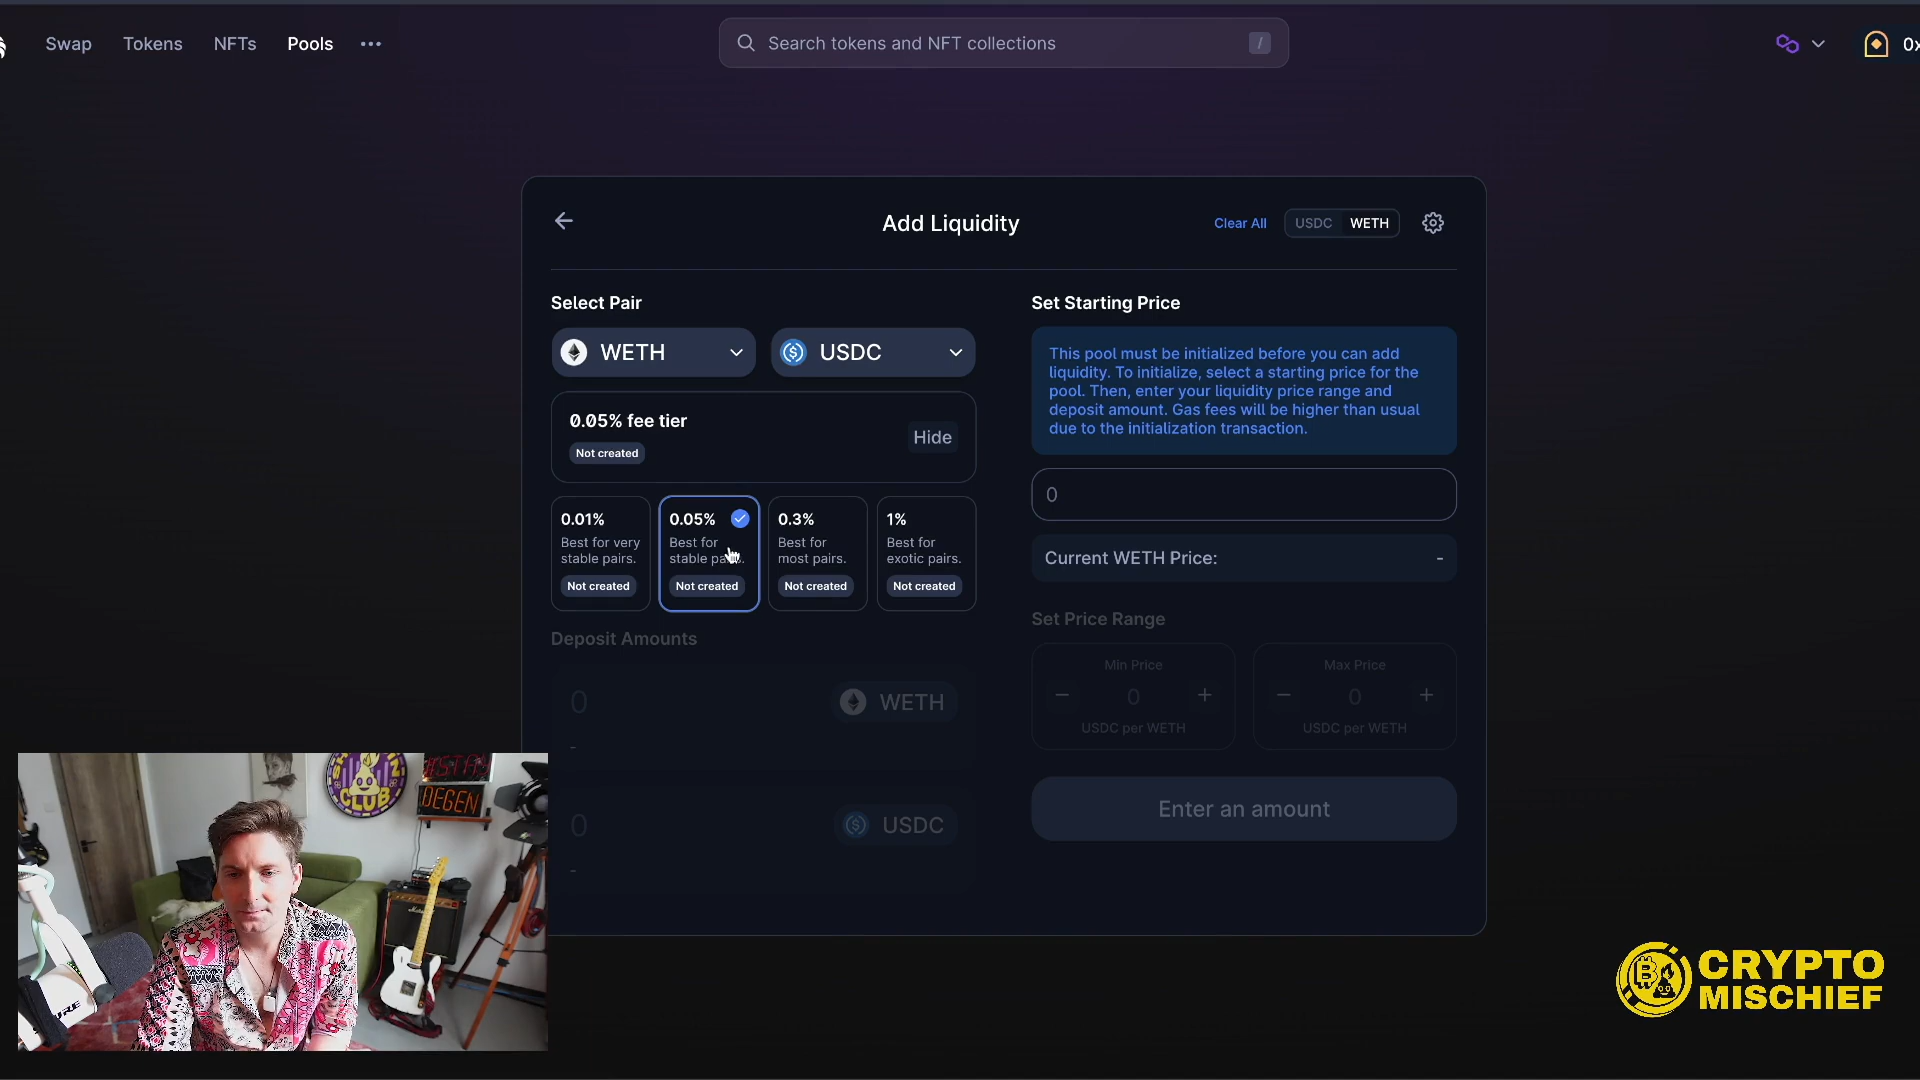 Swap
Tokens
NFTs
Pools
Search tokens and NFT collections
/
0x
Add Liquidity
Clear All
USDC
WETH
Select Pair
WETH
USDC
0.05% fee tier
Not created
Hide
0.01%
Best for very
stable pairs.
Not created
0.05%
Best for
Not created
0.3%
Best for
most pairs.
Not created
1%
Best for
exotic pairs.
Not created
Deposit Amounts
0
WETH
-
0
USDC
-
Set Starting Price
This pool must be initialized before you can add
liquidity. To initialize, select a starting price for the
pool. Then, enter your liquidity price range and
deposit amount. Gas fees will be higher than usual
due to the initialization transaction.
0
Current WETH Price:
-
Set Price Range
Min Price
0
USDC per WETH
Max Price
0
USDC per WETH
Enter an amount
CLUB
DEGEN
CRYPTO
MISCHIEF